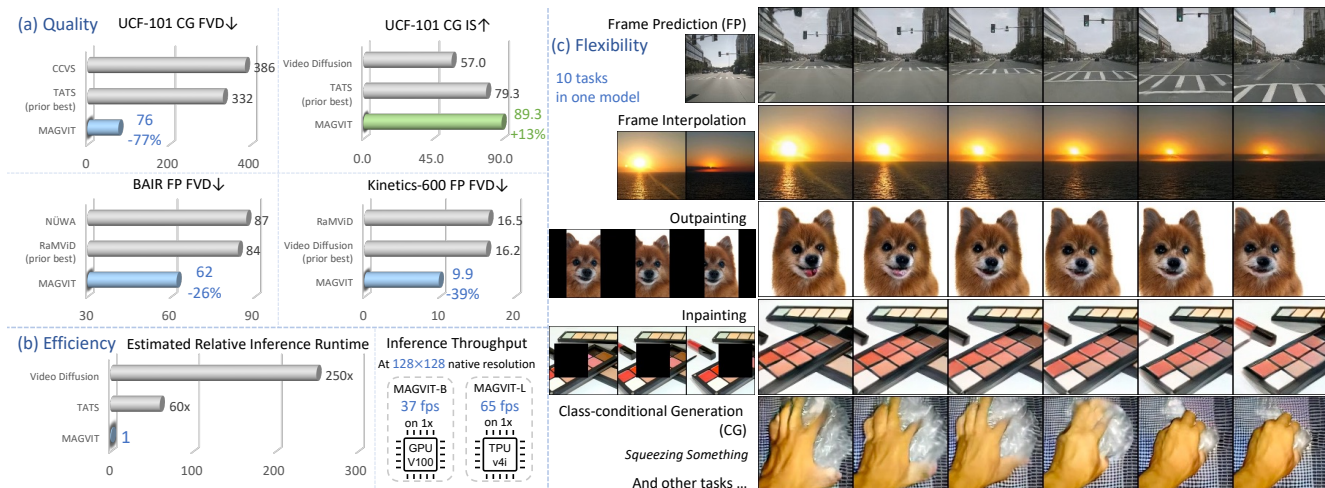 (a) Quality
UCF-101 CG FVD↓
CCVS
386
TATS
(prior best)
332
MAGVIT
76
-77%
0
200
400
UCF-101 CG IS↑
Video Diffusion
57.0
TATS
(prior best)
79.3
MAGVIT
89.3
+13%
0.0
45.0
90.0
BAIR FP FVD↓
NÜWA
87
RaMViD
(prior best)
84
MAGVIT
62
-26%
30
60
90
Kinetics-600 FP FVD↓
RaMViD
16.5
Video Diffusion
(prior best)
16.2
MAGVIT
9.9
-39%
0
10
20
(b) Efficiency
Estimated Relative Inference Runtime
Video Diffusion
250x
TATS
60x
MAGVIT
1
0
100
200
300
Inference Throughput
At 128×128 native resolution
MAGVIT-B
37 fps
on 1x
GPU
V100
MAGVIT-L
65 fps
on 1x
TPU
v4i
(c) Flexibility
10 tasks
in one model
Frame Prediction (FP)
Frame Interpolation
Outpainting
Inpainting
Class-conditional Generation
(CG)
Squeezing Something
And other tasks ...